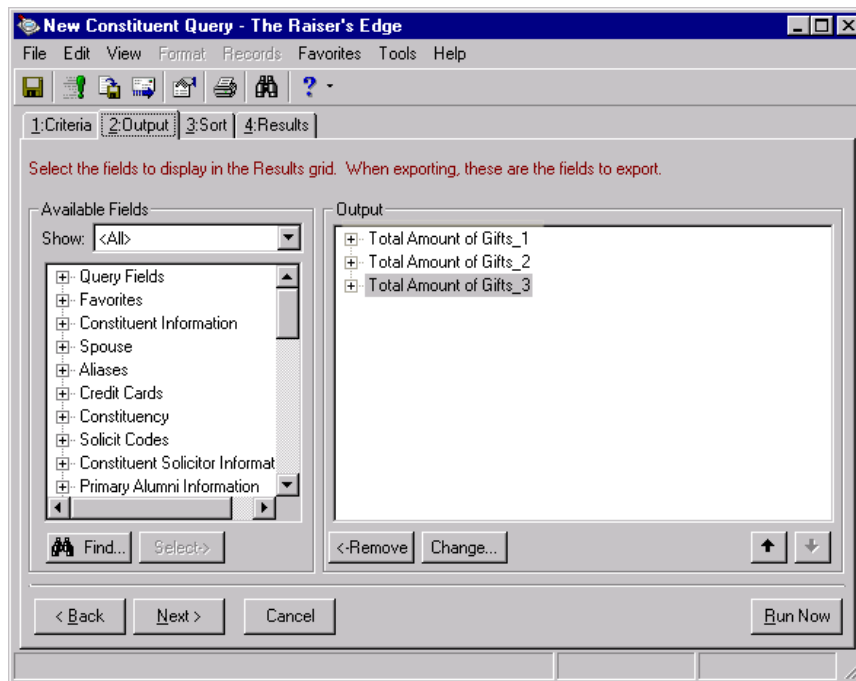 New Constituent Query - The Raiser's Edge
File Edit View Format Records Favorites Tools Help
?
1:Criteria 2:Output 3:Sort 4:Results
Select the fields to display in the Results grid. When exporting, these are the fields to export.
Available Fields
Show: <All>
Query Fields
Favorites
Constituent Information
Spouse
Aliases
Credit Cards
Constituency
Solicit Codes
Constituent Solicitor Informat
Primary Alumni Information
Find... Select->
Output
Total Amount of Gifts_1
Total Amount of Gifts_2
Total Amount of Gifts_3
<-Remove Change...
< Back Next > Cancel Run Now